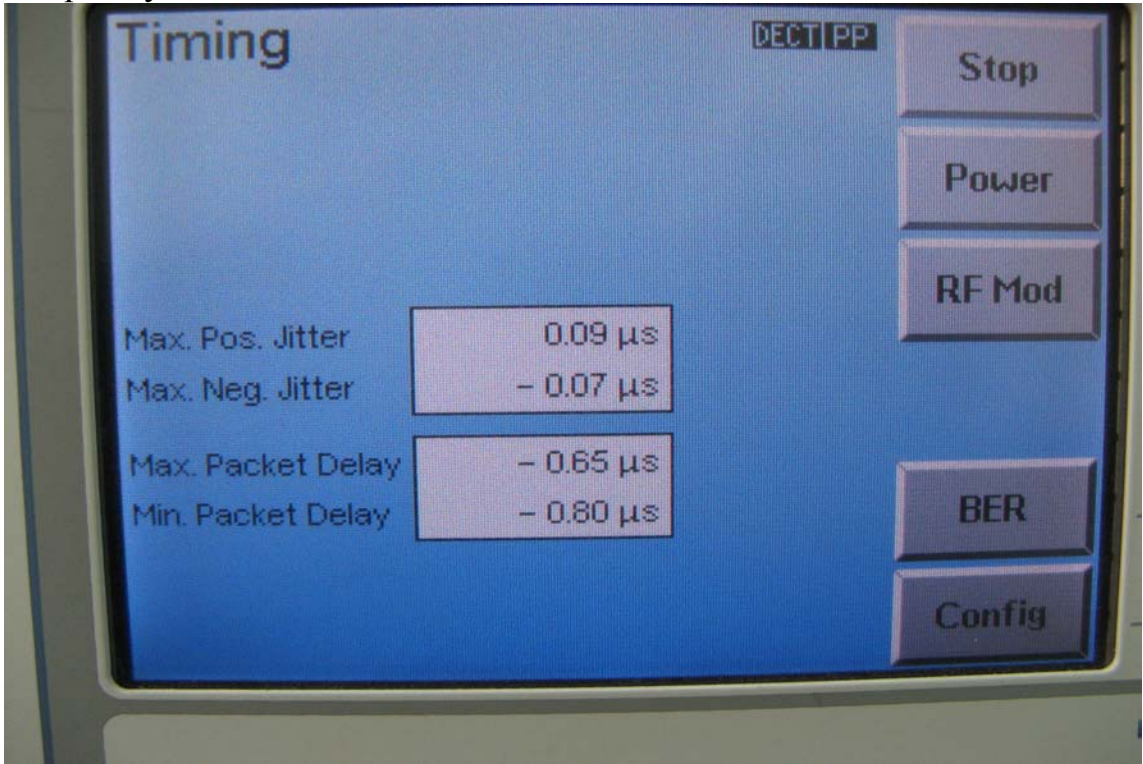 Timing
DECT PP
Stop
Power
RF Mod
Max. Pos. Jitter 0.09 µs
Max. Neg. Jitter – 0.07 µs
Max. Packet Delay – 0.65 µs
Min. Packet Delay – 0.80 µs
BER
Config